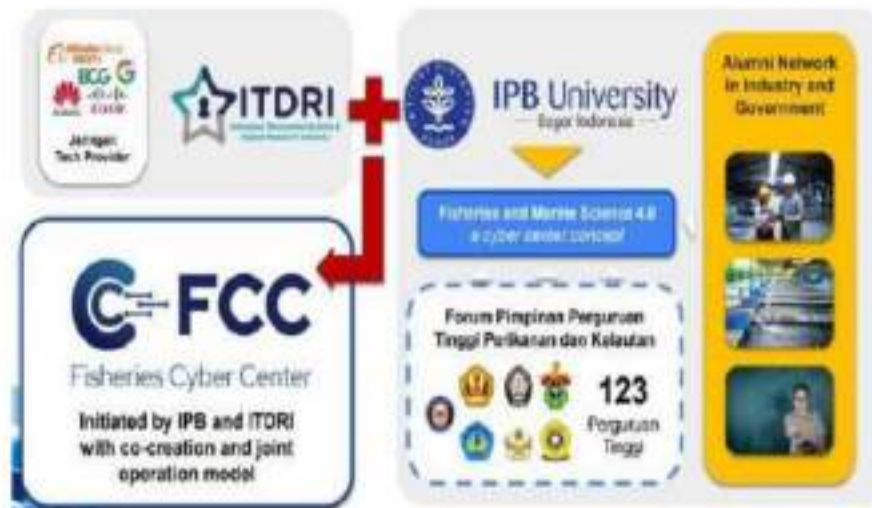 BCG
Jaringan
Tech Provider
ITDRI
IPB University
Bogor Indonesia
Fisheries and Marine Science 4.0
a cyber center concept
Alumni Network
in Industry and
Government
FCC
Fisheries Cyber Center
Initiated by IPB and ITDRI
with co-creation and joint
operation model
Forum Pimpinan Perguruan
Tinggi Perikanan dan Kelautan
123
Perguruan
Tinggi